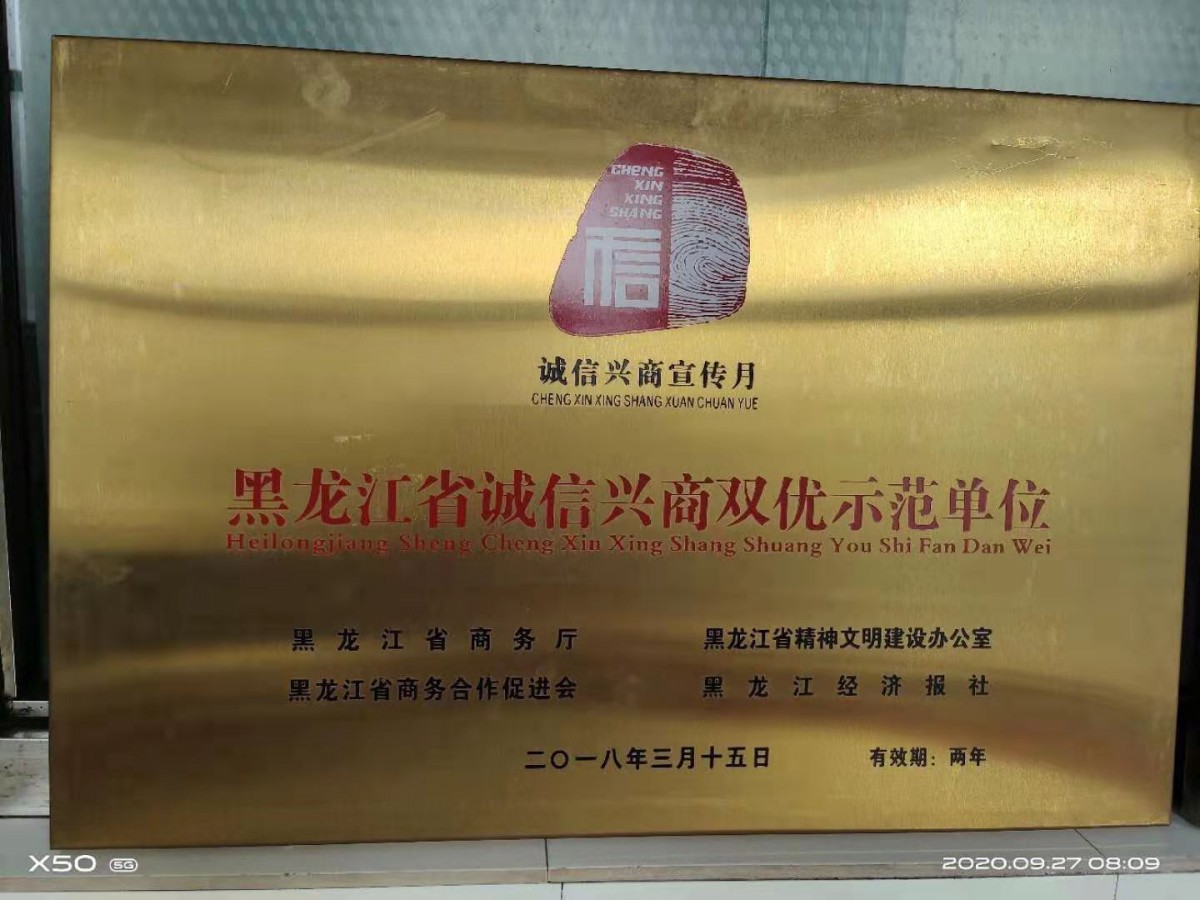 CHENG
XIN
XING
SHANG
信
诚信兴商宣传月
CHENG XIN XING SHANG XUAN CHUAN YUE
黑龙江省诚信兴商双优示范单位
Heilongjiang Sheng Cheng Xin Xing Shang Shuang You Shi Fan Dan Wei
黑龙江省商务厅 黑龙江省精神文明建设办公室
黑龙江省商务合作促进会 黑龙江经济报社
二〇一八年三月十五日 有效期：两年
X50 5G 2020.09.27 08:09